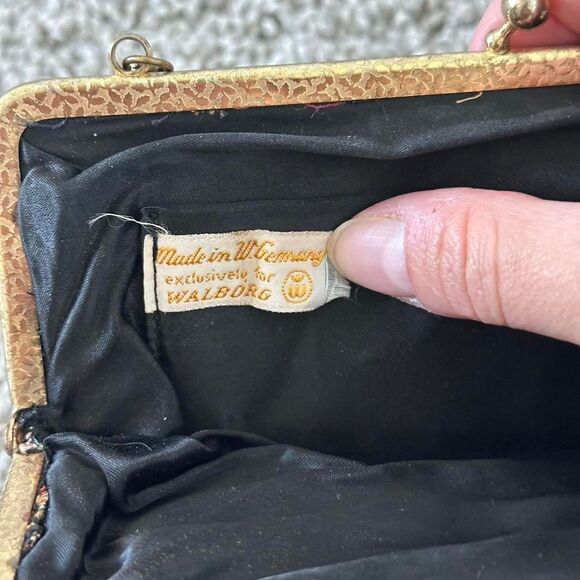 Made in W. Germany
exclusively for
WALBORG
W